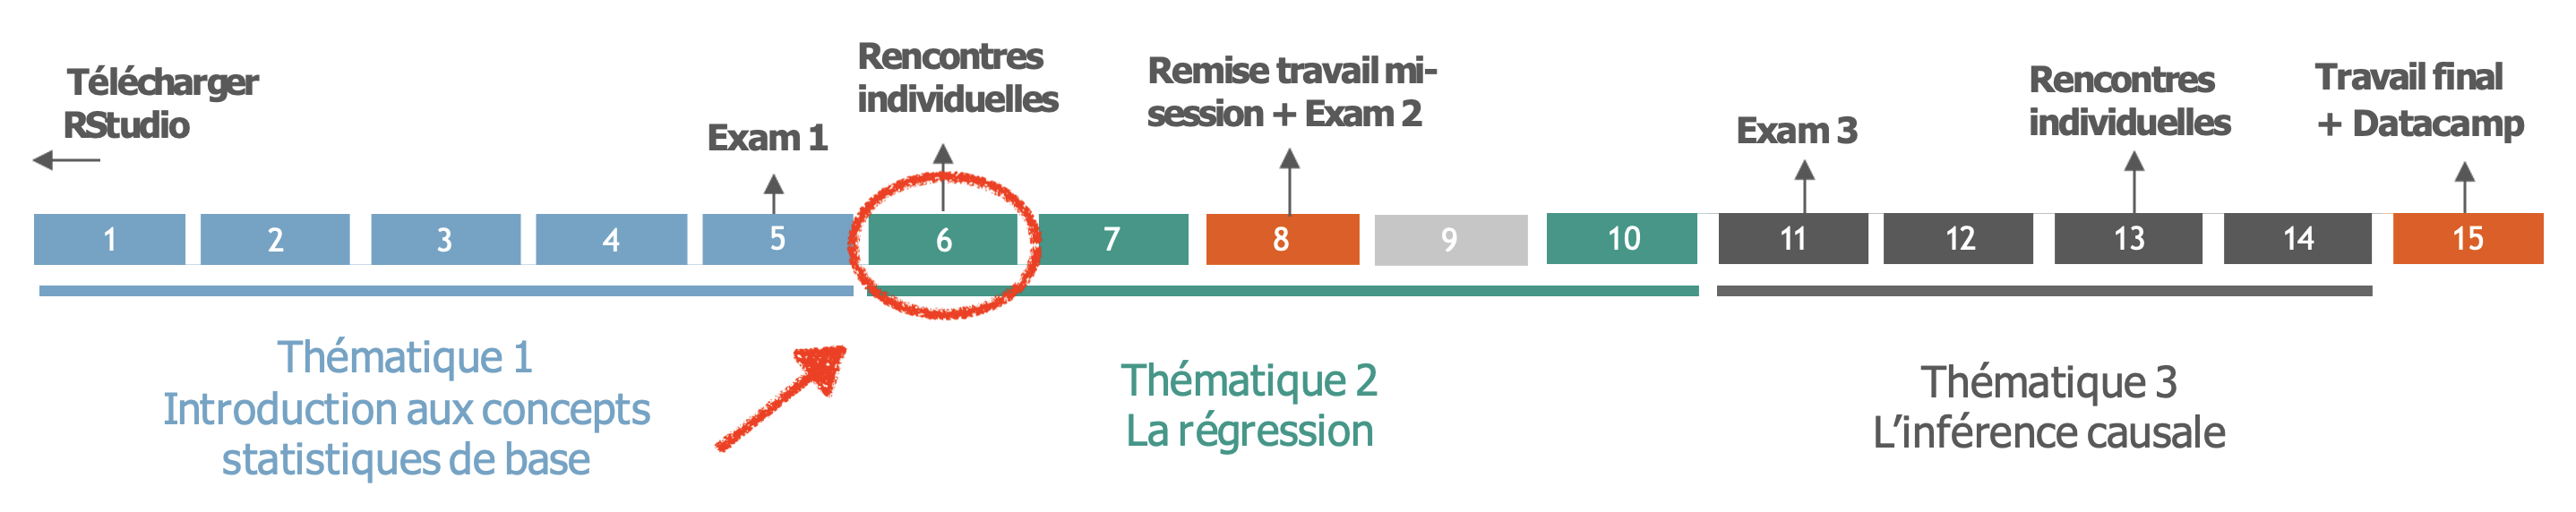 Télécharger
RStudio
Exam 1
Rencontres
individuelles
Remise travail mi-
session + Exam 2
Exam 3
Rencontres
individuelles
Travail final
+ Datacamp
1 2 3 4 5 6 7 8 9 10 11 12 13 14 15
Thématique 1
Introduction aux concepts
statistiques de base
Thématique 2
La régression
Thématique 3
L’inférence causale